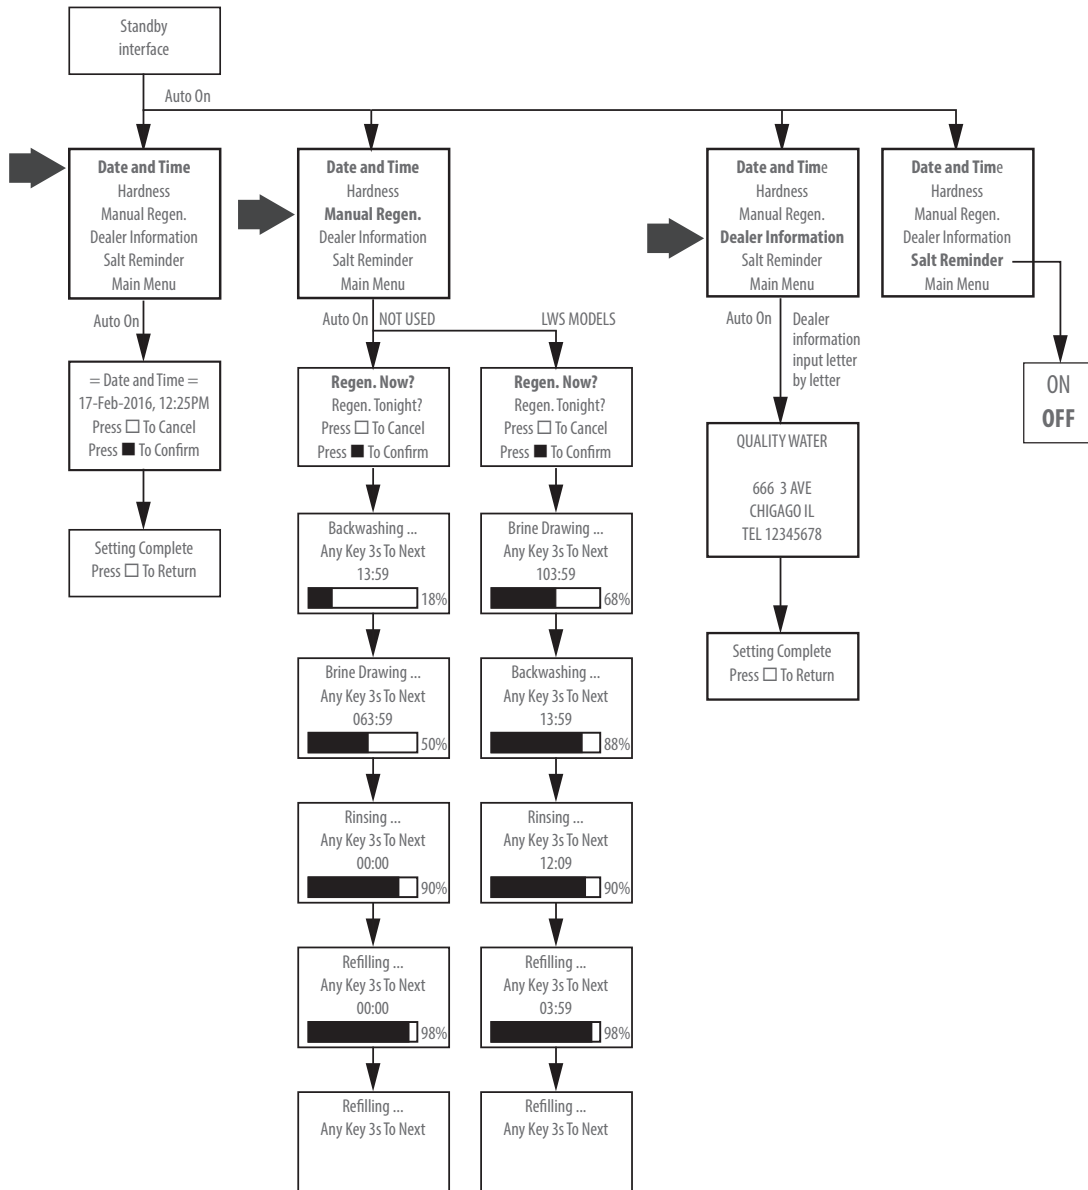 Standby
interface
Auto On
Date and Time
Hardness
Manual Regen.
Dealer Information
Salt Reminder
Main Menu
Auto On
= Date and Time =
17-Feb-2016, 12:25PM
Press □ To Cancel
Press ■ To Confirm
Setting Complete
Press □ To Return
Date and Time
Hardness
Manual Regen.
Dealer Information
Salt Reminder
Main Menu
Auto On
NOT USED
LWS MODELS
Regen. Now?
Regen. Tonight?
Press □ To Cancel
Press ■ To Confirm
Backwashing ...
Any Key 3s To Next
13:59
18%
Brine Drawing ...
Any Key 3s To Next
063:59
50%
Rinsing ...
Any Key 3s To Next
00:00
90%
Refilling ...
Any Key 3s To Next
00:00
98%
Refilling ...
Any Key 3s To Next
Regen. Now?
Regen. Tonight?
Press □ To Cancel
Press ■ To Confirm
Brine Drawing ...
Any Key 3s To Next
103:59
68%
Backwashing ...
Any Key 3s To Next
13:59
88%
Rinsing ...
Any Key 3s To Next
12:09
90%
Refilling ...
Any Key 3s To Next
03:59
98%
Refilling ...
Any Key 3s To Next
Date and Time
Hardness
Manual Regen.
Dealer Information
Salt Reminder
Main Menu
Auto On
Dealer
information
input letter
by letter
QUALITY WATER
666 3 AVE
CHIGAGO IL
TEL 12345678
Setting Complete
Press □ To Return
Date and Time
Hardness
Manual Regen.
Dealer Information
Salt Reminder
Main Menu
ON
OFF